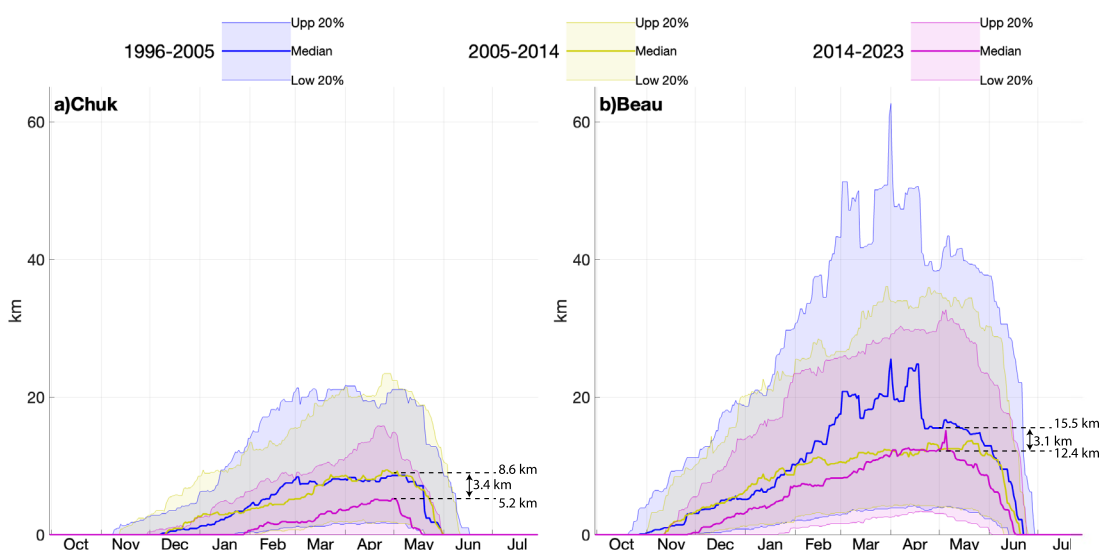 Upp 20%
1996-2005
Median
Low 20%
Upp 20%
2005-2014
Median
Low 20%
Upp 20%
2014-2023
Median
Low 20%
a)Chuk
km
60
40
20
0
8.6 km
3.4 km
5.2 km
Oct Nov Dec Jan Feb Mar Apr May Jun Jul
b)Beau
km
60
40
20
0
15.5 km
3.1 km
12.4 km
Oct Nov Dec Jan Feb Mar Apr May Jun Jul